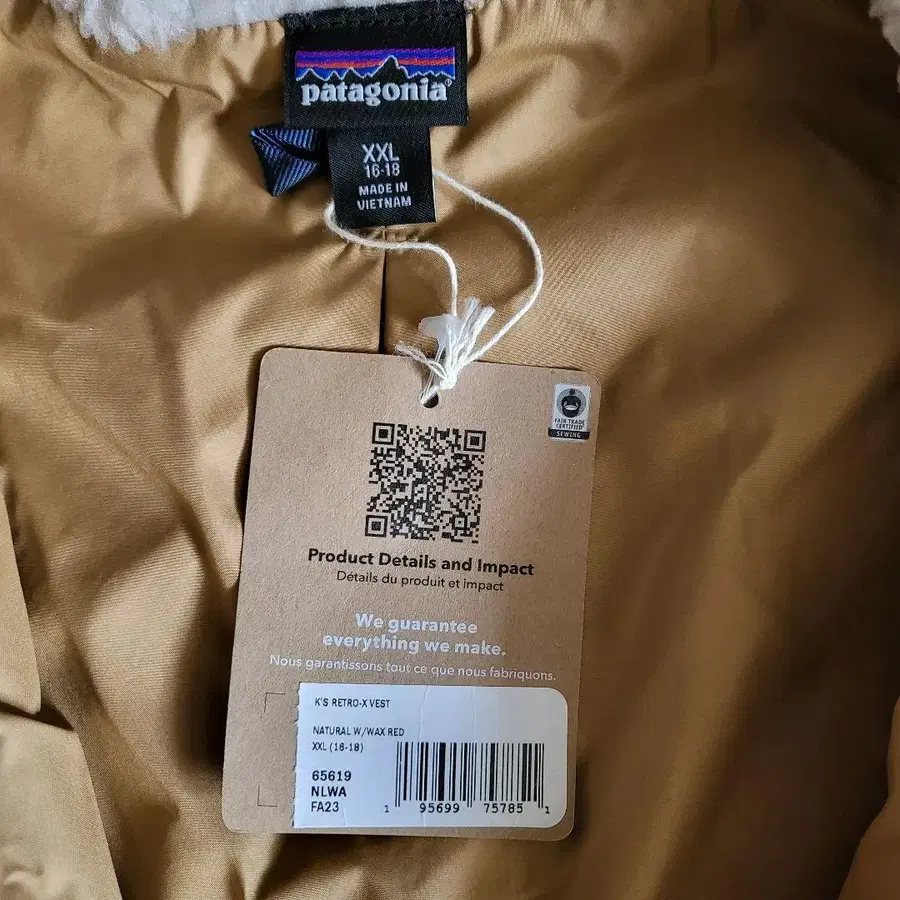 patagonia®
XXL
16-18
MADE IN
VIETNAM
FAIR TRADE
CERTIFIED
SEWING
Product Details and Impact
Détails du produit et impact
We guarantee
everything we make.
Nous garantissons tout ce que nous fabriquons.
K'S RETRO-X VEST
NATURAL W/WAX RED
XXL (16-18)
65619
NLWA
FA23
1 95699 75785 1